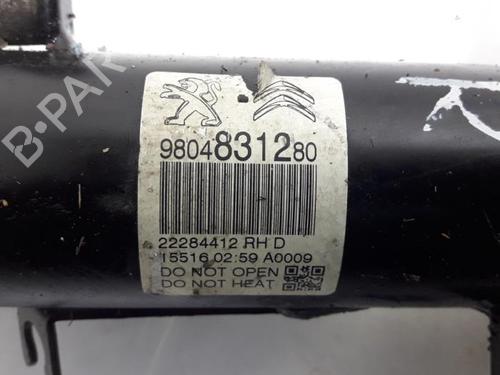 B-PAR
9804831280
22284412 RH D
15516 02:59 A0009
DO NOT OPEN
DO NOT HEAT